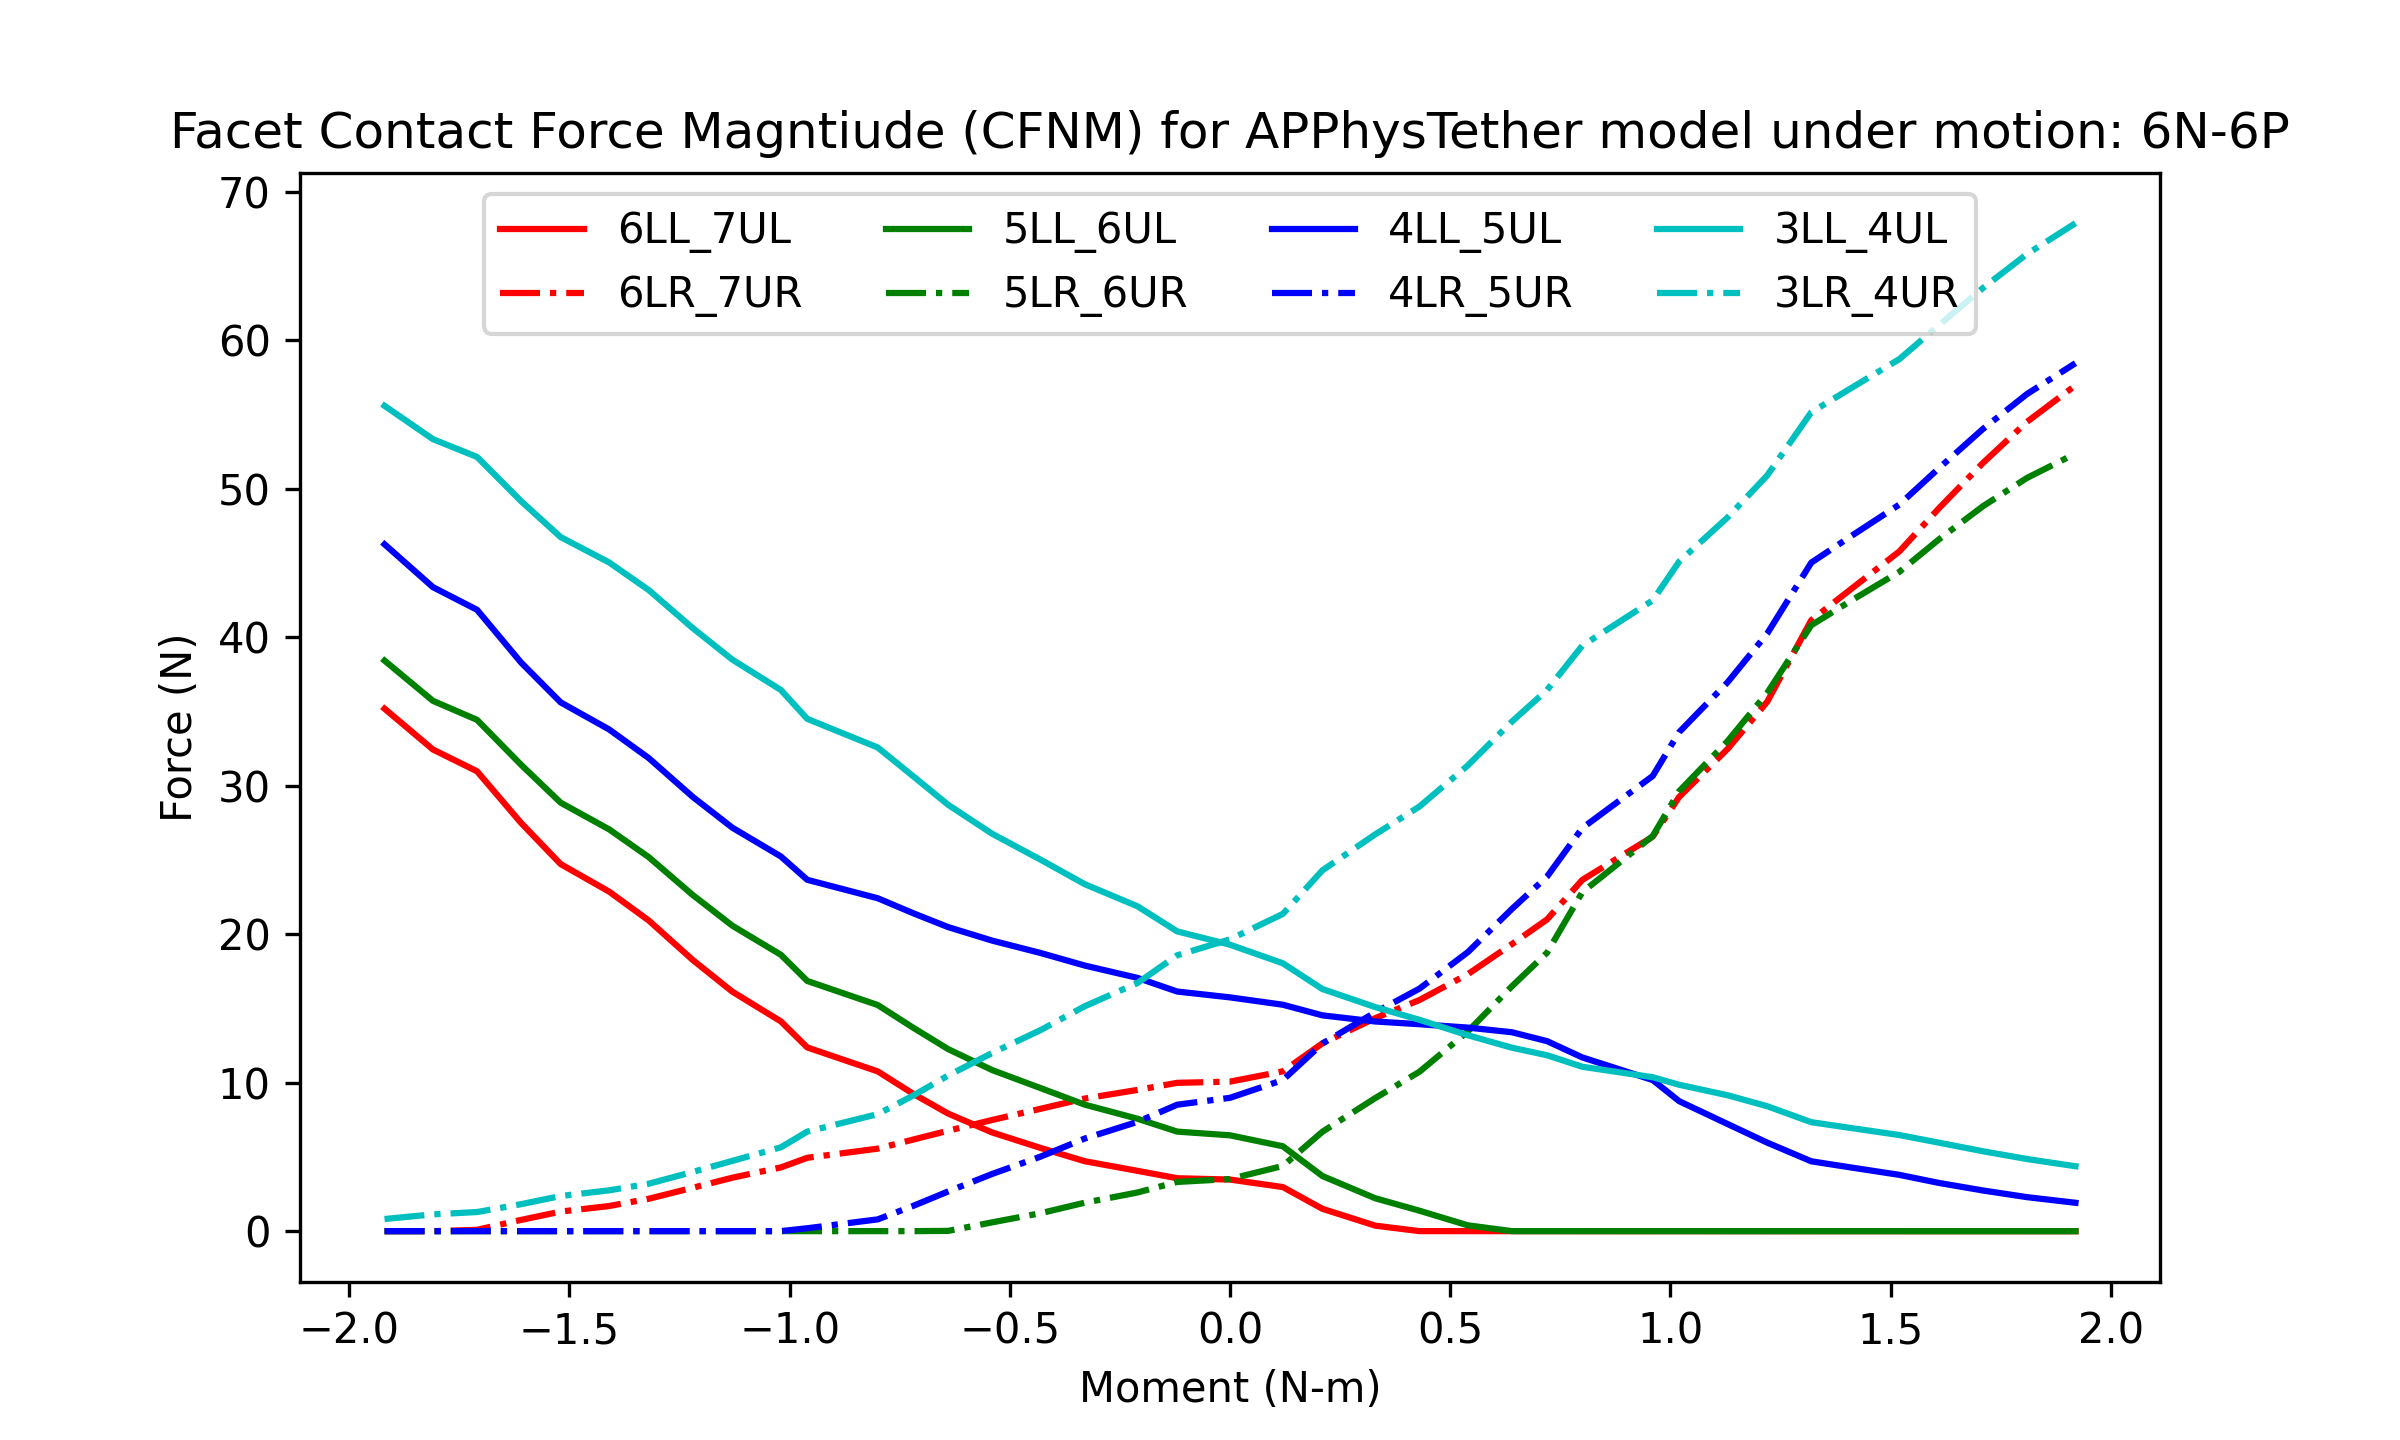 Facet Contact Force Magntiude (CFNM) for APPhysTether model under motion: 6N-6P
70
6LL_7UL 5LL_6UL 4LL_5UL 3LL_4UL
6LR_7UR 5LR_6UR 4LR_5UR 3LR_4UR
60
50
40
30
20
10
0
Force (N)
−2.0 −1.5 −1.0 −0.5 0.0 0.5 1.0 1.5 2.0
Moment (N-m)